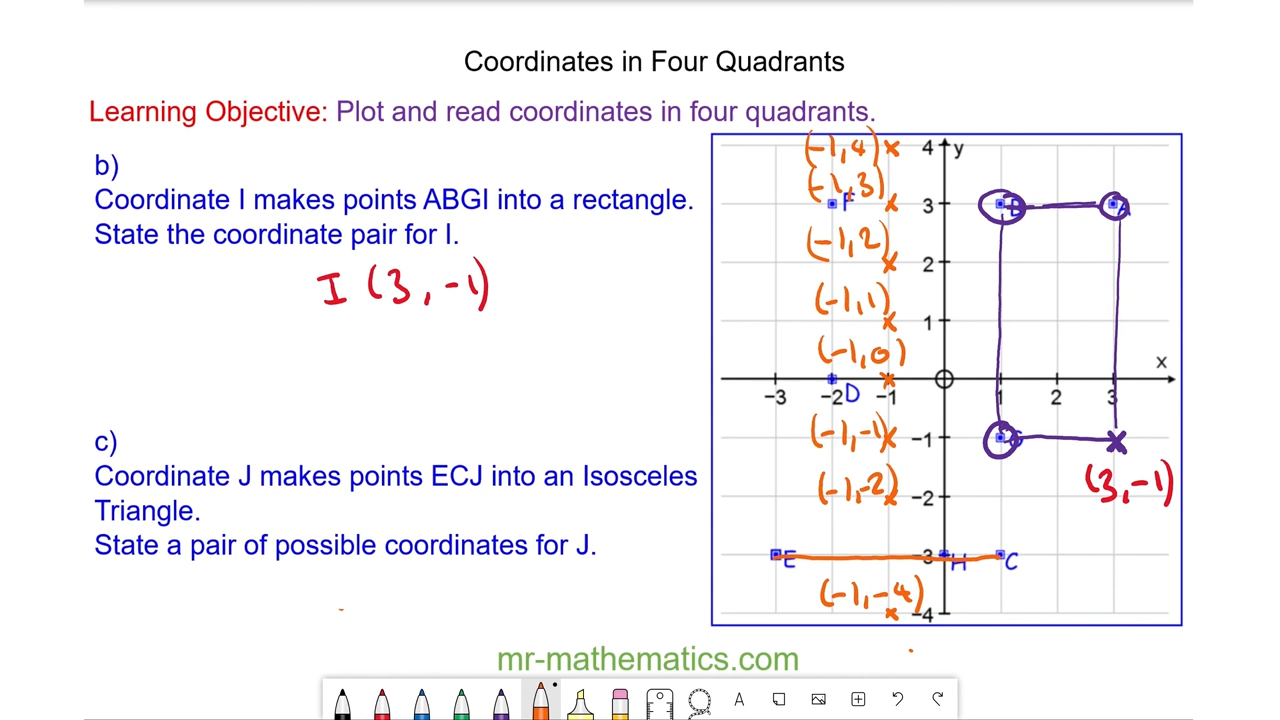 Coordinates in Four Quadrants
Learning Objective: Plot and read coordinates in four quadrants.
b)
Coordinate I makes points ABGI into a rectangle.
State the coordinate pair for I.
I (3, -1)
c)
Coordinate J makes points ECJ into an Isosceles
Triangle.
State a pair of possible coordinates for J.
(-1, 4) x 4 y
(-1, 3)
F x 3 B A
(-1, 2) x 2
(-1, 1) x 1
(-1, 0) x
-3 -2 -1 1 2 3
D
(-1, -1) x -1 G x
(-1, -2) x -2 (3, -1)
E -3 H C
(-1, -4) x -4
mr-mathematics.com
A